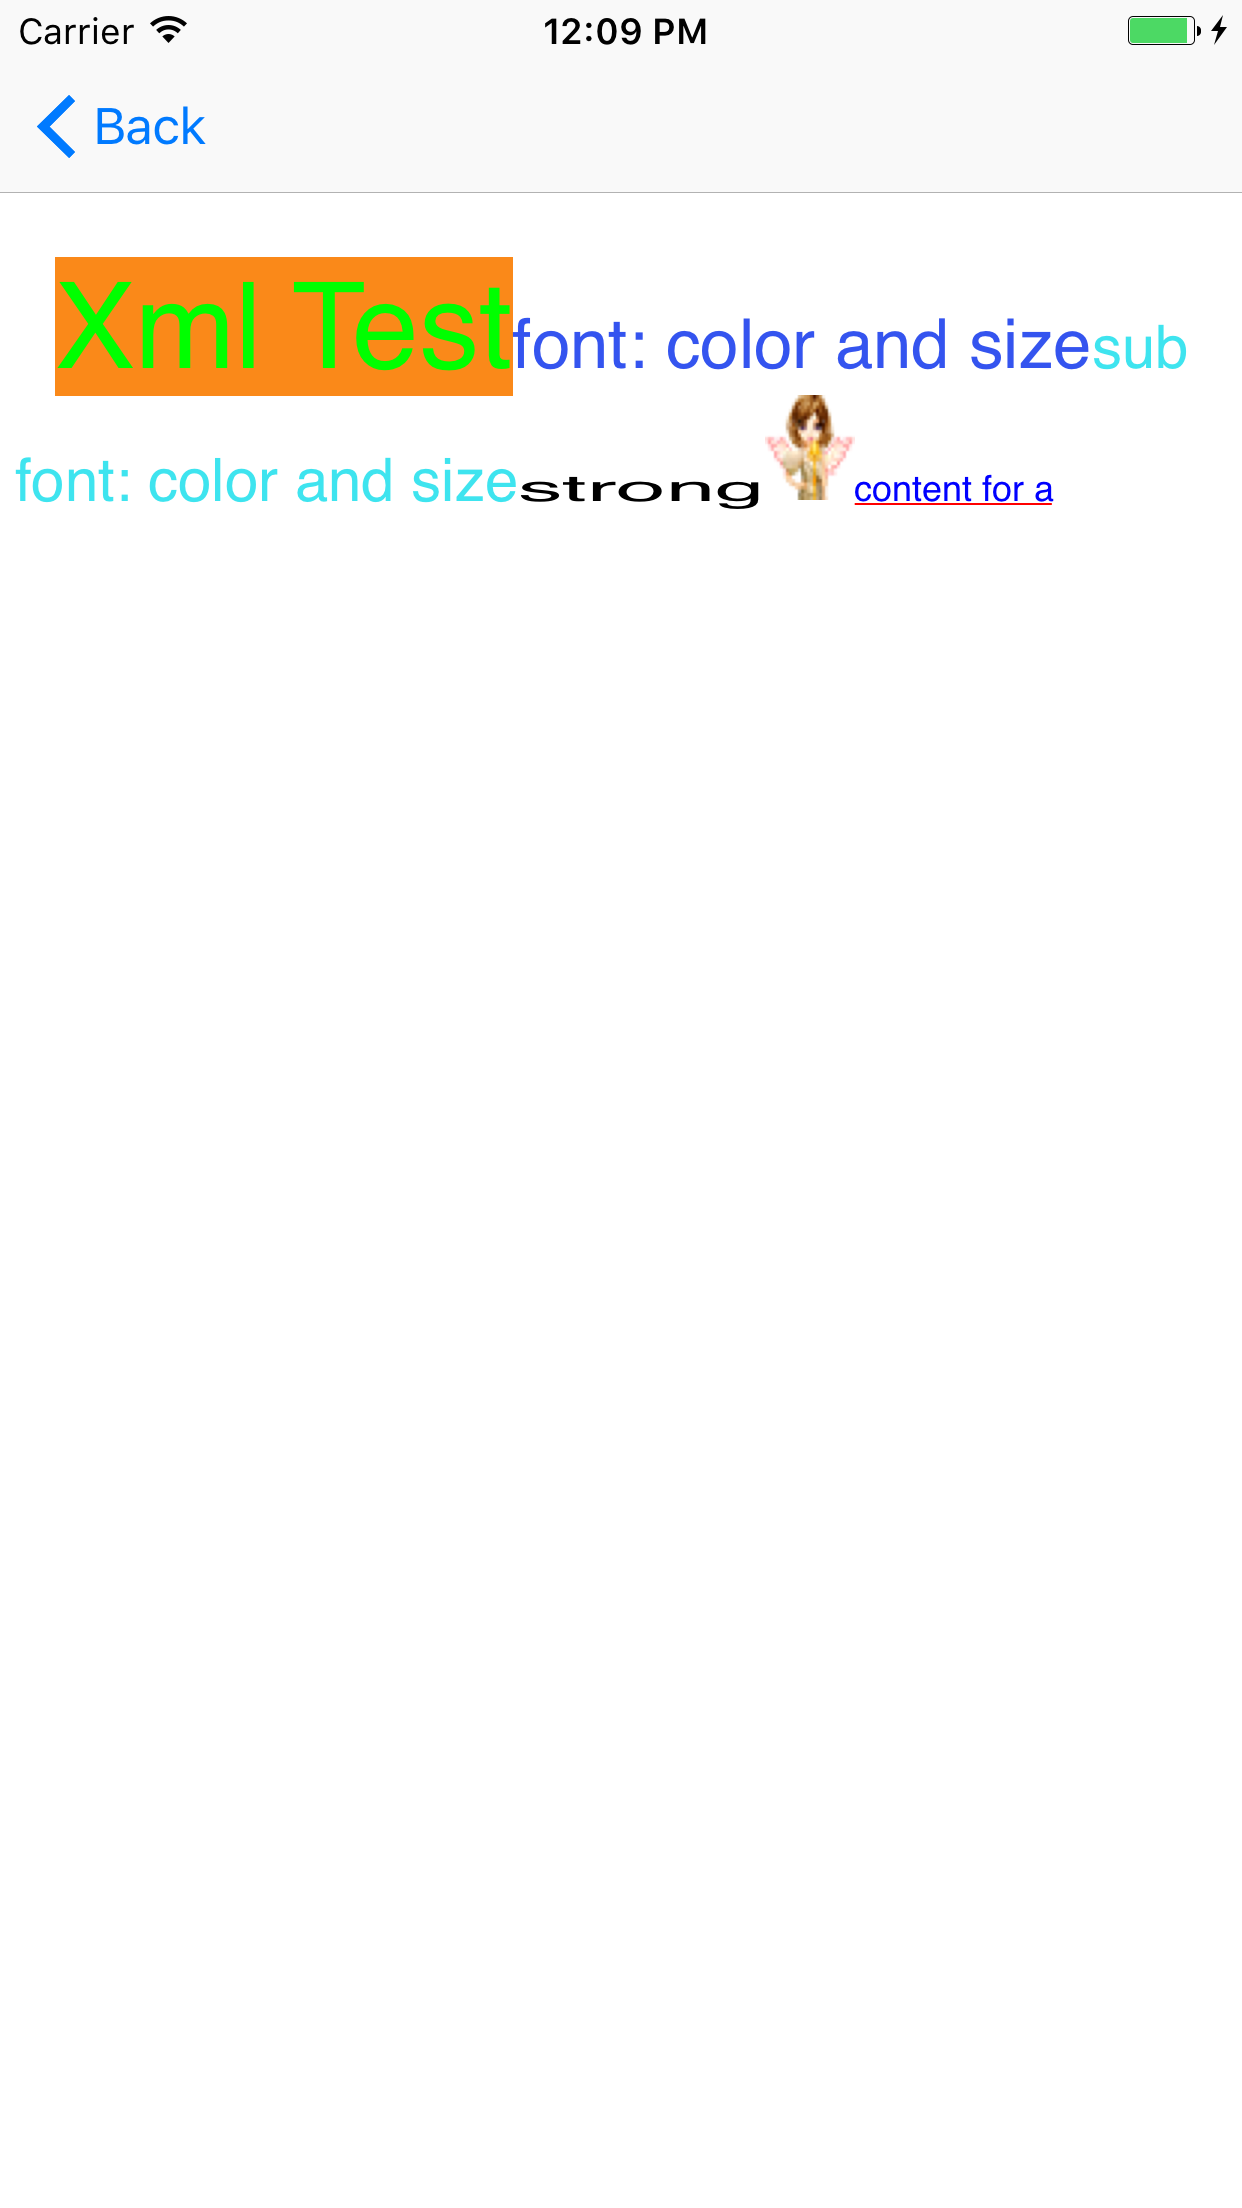 Carrier 12:09 PM
Back
Xml Testfont: color and sizesub
font: color and sizestrong content for a